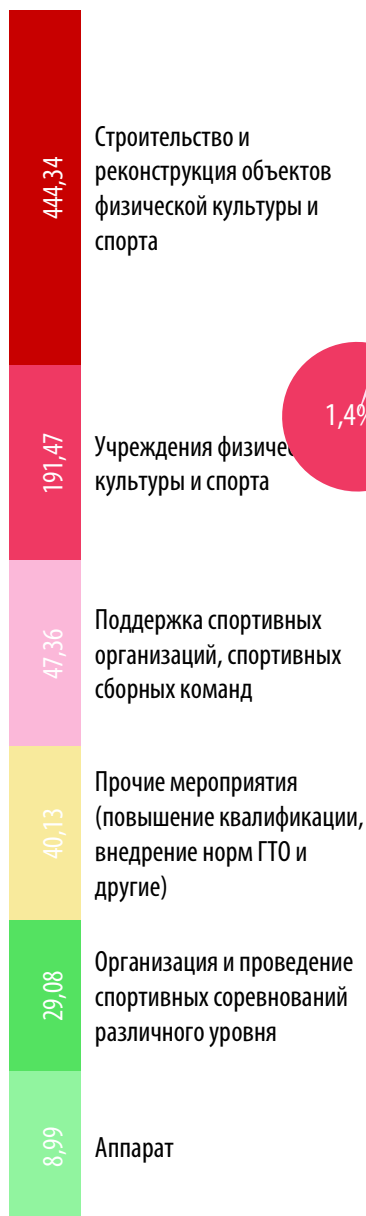 444,34
Строительство и
реконструкция объектов
физической культуры и
спорта
1,4%
191,47
Учреждения
культуры и спорта
47,36
Поддержка спортивных
организаций, спортивных
сборных команд
40,13
Прочие мероприятия
(повышение квалификации,
внедрение норм ГТО и
другие)
29,08
Организация и проведение
спортивных соревнований
различного уровня
8,99
Аппарат